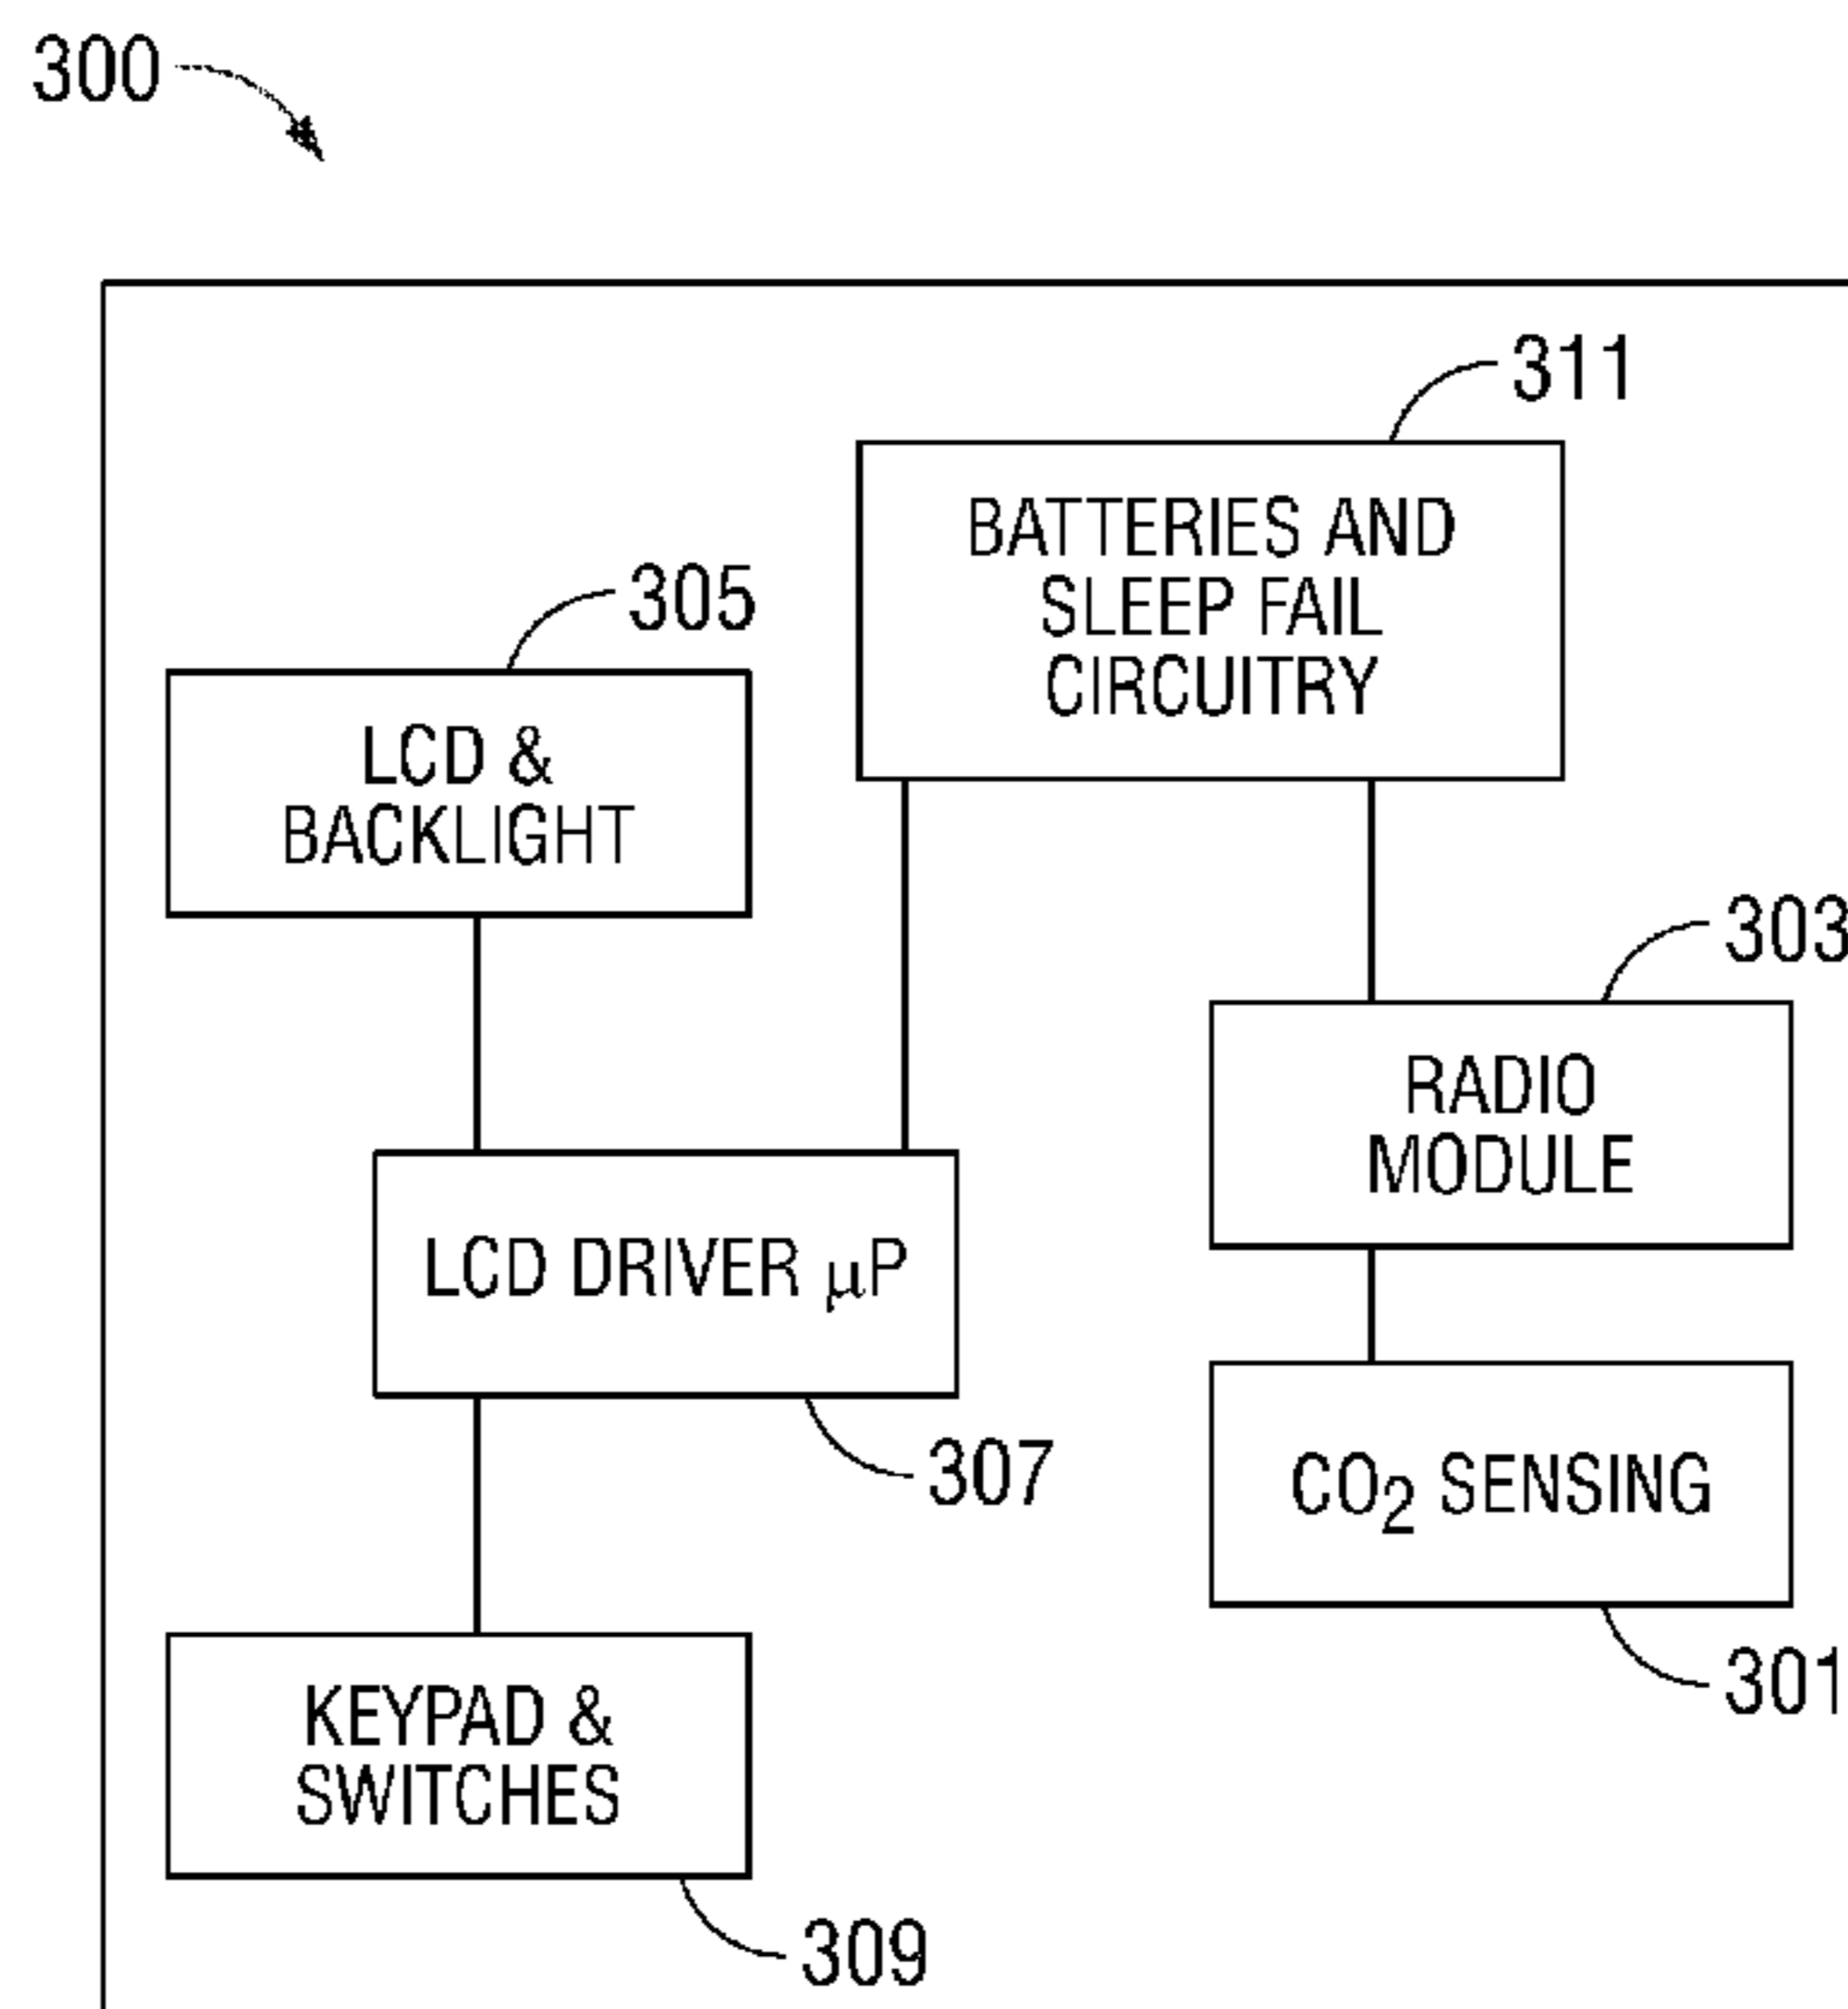 300
311
BATTERIES AND
SLEEP FAIL
CIRCUITRY
305
LCD &
BACKLIGHT
303
RADIO
MODULE
LCD DRIVER µP
307
CO₂ SENSING
301
KEYPAD &
SWITCHES
309